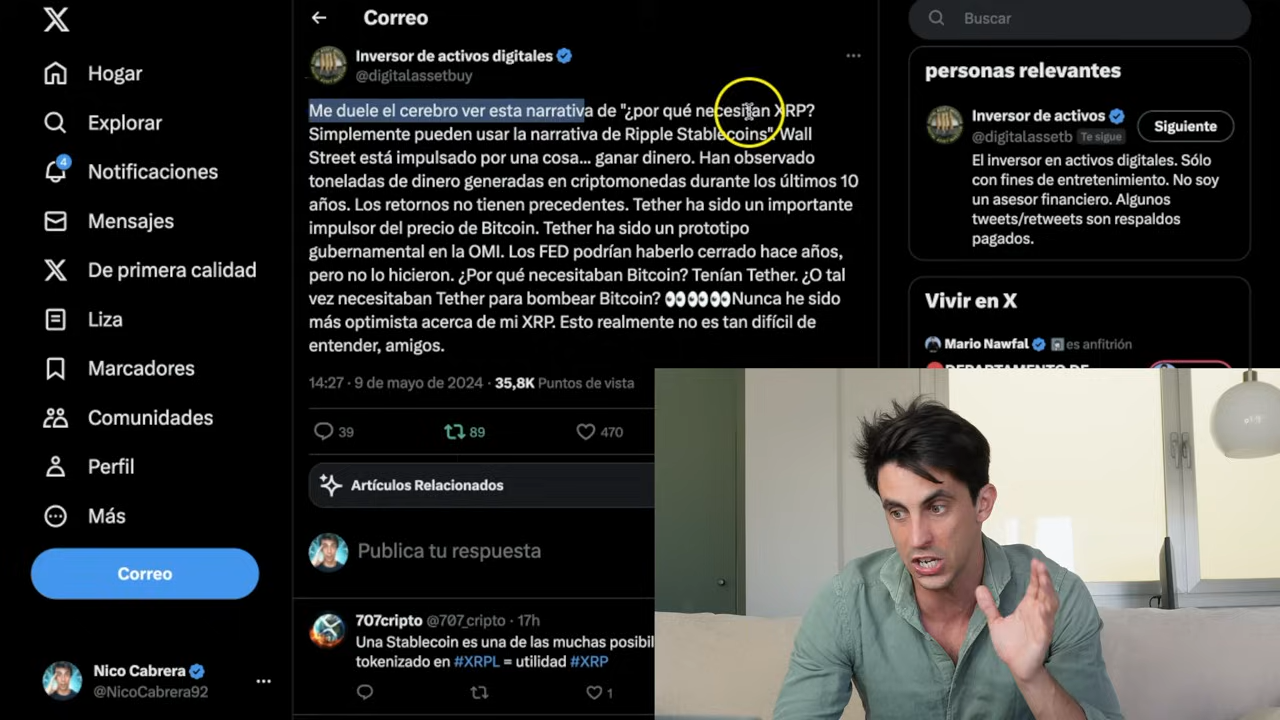 Correo
Buscar
Hogar
Explorar
4
Notificaciones
Mensajes
De primera calidad
Liza
Marcadores
Comunidades
Perfil
Más
Correo
Nico Cabrera
@NicoCabrera92
Inversor de activos digitales
@digitalassetbuy
Me duele el cerebro ver esta narrativa de "¿por qué necesitan XRP?
Simplemente pueden usar la narrativa de Ripple Stablecoins". Wall
Street está impulsado por una cosa... ganar dinero. Han observado
toneladas de dinero generadas en criptomonedas durante los últimos 10
años. Los retornos no tienen precedentes. Tether ha sido un importante
impulsor del precio de Bitcoin. Tether ha sido un prototipo
gubernamental en la OMI. Los FED podrían haberlo cerrado hace años,
pero no lo hicieron. ¿Por qué necesitaban Bitcoin? Tenían Tether. ¿O tal
vez necesitaban Tether para bombear Bitcoin? 👀👀👀Nunca he sido
más optimista acerca de mi XRP. Esto realmente no es tan difícil de
entender, amigos.
14:27 · 9 de mayo de 2024 · 35,8K Puntos de vista
39 89 470
Artículos Relacionados
Publica tu respuesta
707cripto @707_cripto · 17h
Una Stablecoin es una de las muchas
tokenizado en #XRPL = utilidad #XRP
1
personas relevantes
Inversor de activos
@digitalassetb Te sigue
Siguiente
El inversor en activos digitales. Sólo
con fines de entretenimiento. No soy
un asesor financiero. Algunos
tweets/retweets son respaldos
pagados.
Vivir en X
Mario Nawfal es anfitrión